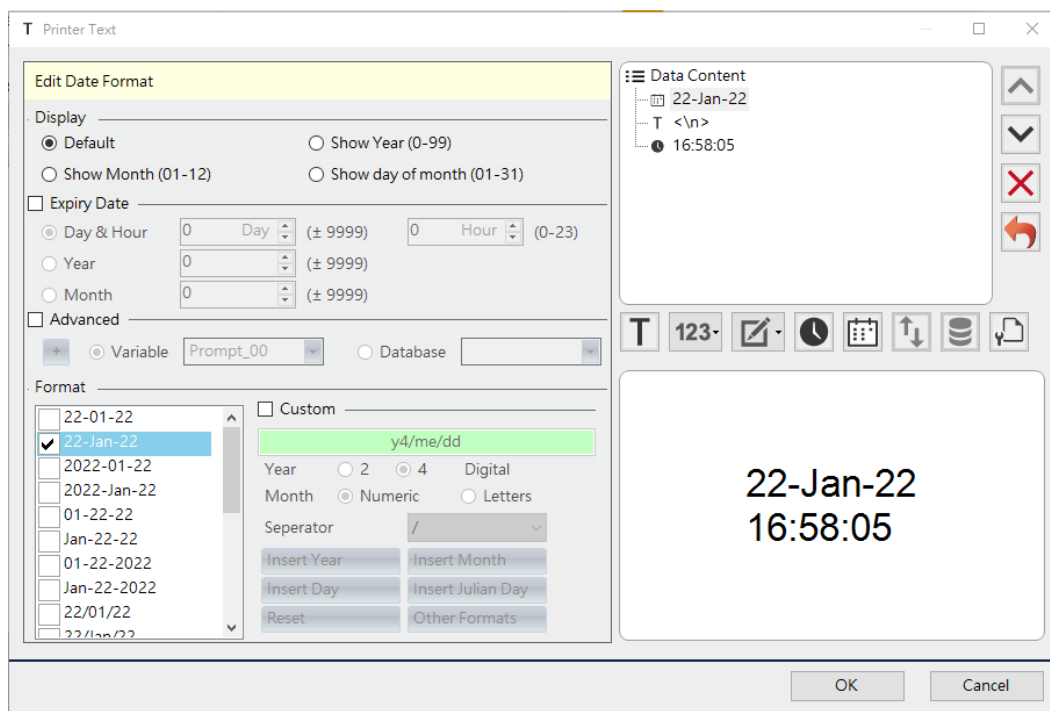 T Printer Text
Edit Date Format
Display
Default
Show Year (0-99)
Show Month (01-12)
Show day of month (01-31)
Expiry Date
Day & Hour 0 Day (± 9999) 0 Hour (0-23)
Year 0 (± 9999)
Month 0 (± 9999)
Advanced
+ Variable Prompt_00 Database
Format
22-01-22
22-Jan-22
2022-01-22
2022-Jan-22
01-22-22
Jan-22-22
01-22-2022
Jan-22-2022
22/01/22
22/Jan/22
Custom
y4/me/dd
Year 2 4 Digital
Month Numeric Letters
Seperator /
Insert Year Insert Month
Insert Day Insert Julian Day
Reset Other Formats
Data Content
22-Jan-22
T <\n>
16:58:05
T 123
22-Jan-22
16:58:05
OK Cancel